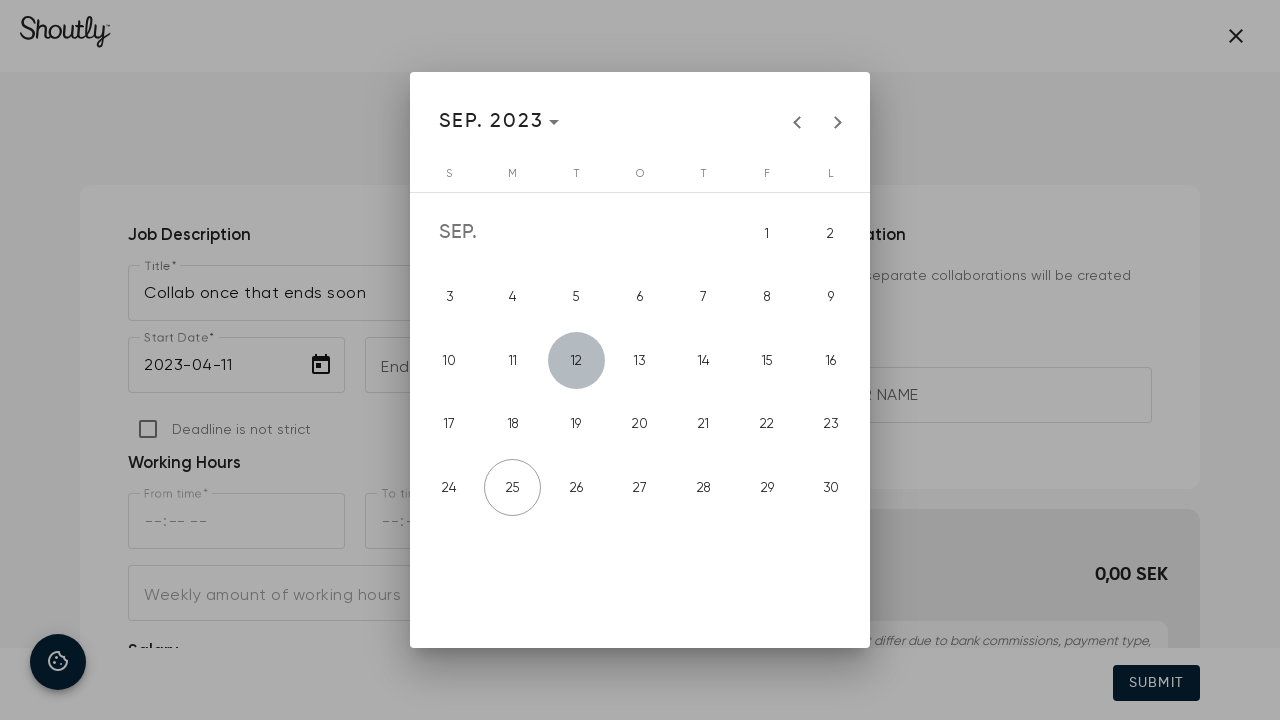 Shoutly
SEP. 2023
S M T O T F L
SEP. 1 2
3 4 5 6 7 8 9
10 11 12 13 14 15 16
17 18 19 20 21 22 23
24 25 26 27 28 29 30
Job Description
Title*
Collab once that ends soon
Start Date*
2023-04-11
End
Deadline is not strict
Working Hours
From time*
--:-- --
To
--:-
Weekly amount of working hours
separate collaborations will be created
NAME
0,00 SEK
differ due to bank commissions, payment type,
SUBMIT